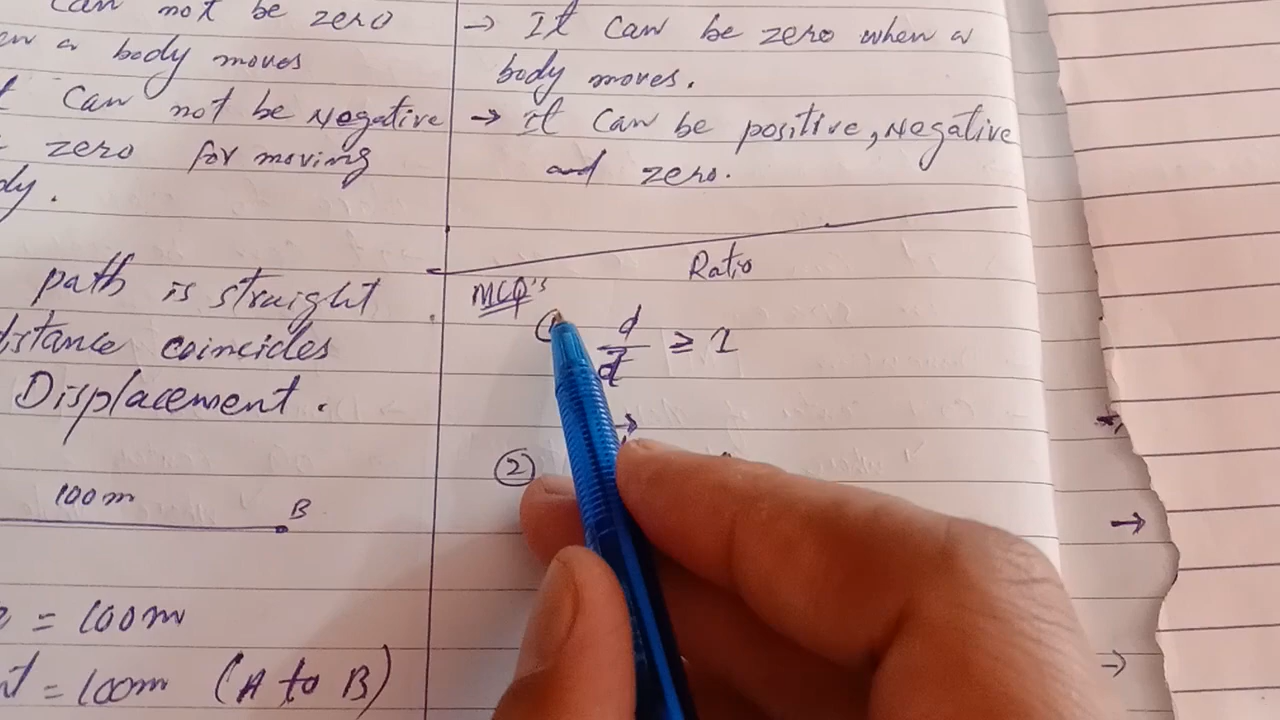 can not be zero
a body moves
can not be Negative
zero for moving
path is straight
coincides
Displacement.
100m B
= 100m
= 100m (A to B)
→ It can be zero when a
body moves.
→ It can be positive, Negative
and zero.
Ratio
MCQ's
d
d ≥ 1
②